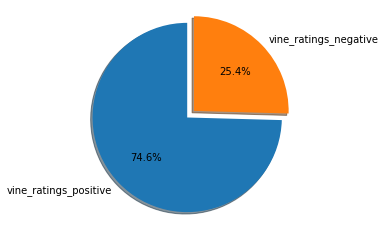 vine_ratings_negative
25.4%
74.6%
vine_ratings_positive